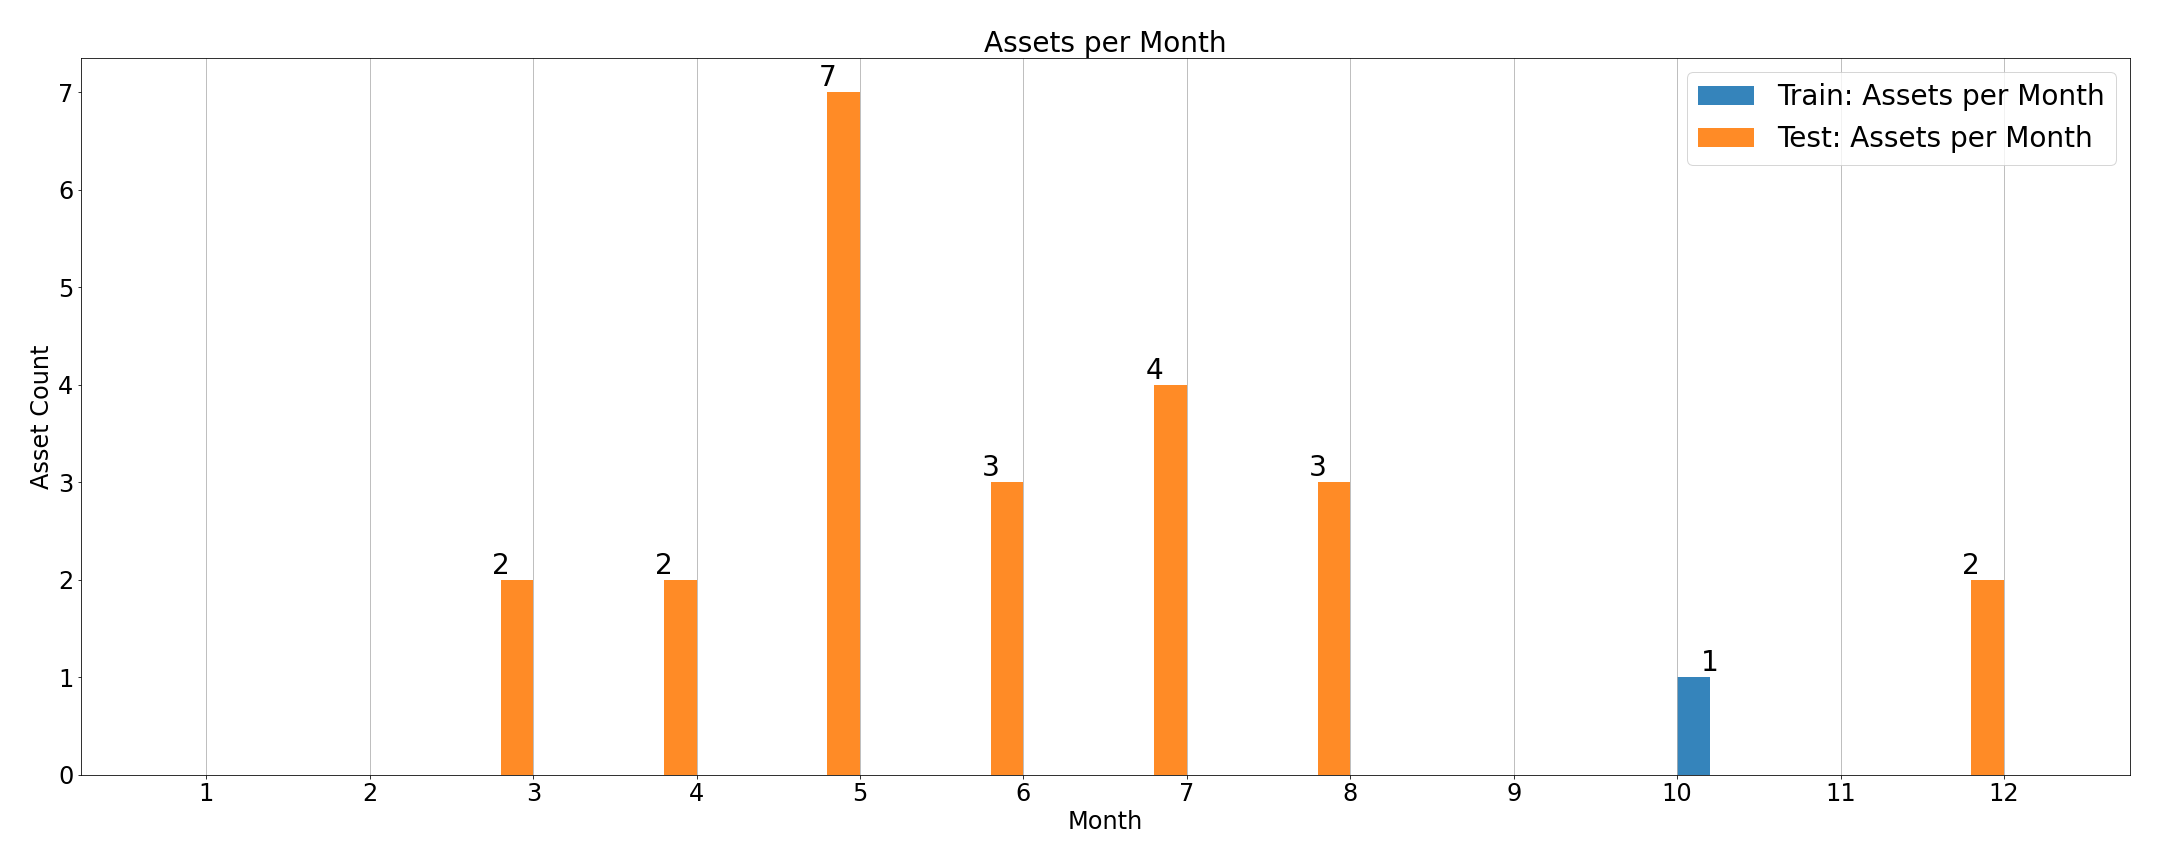 Assets per Month
Train: Assets per Month
Test: Assets per Month
Asset Count
7
6
5
4
3
2
1
0
2
2
7
3
4
3
1
2
1 2 3 4 5 6 7 8 9 10 11 12
Month